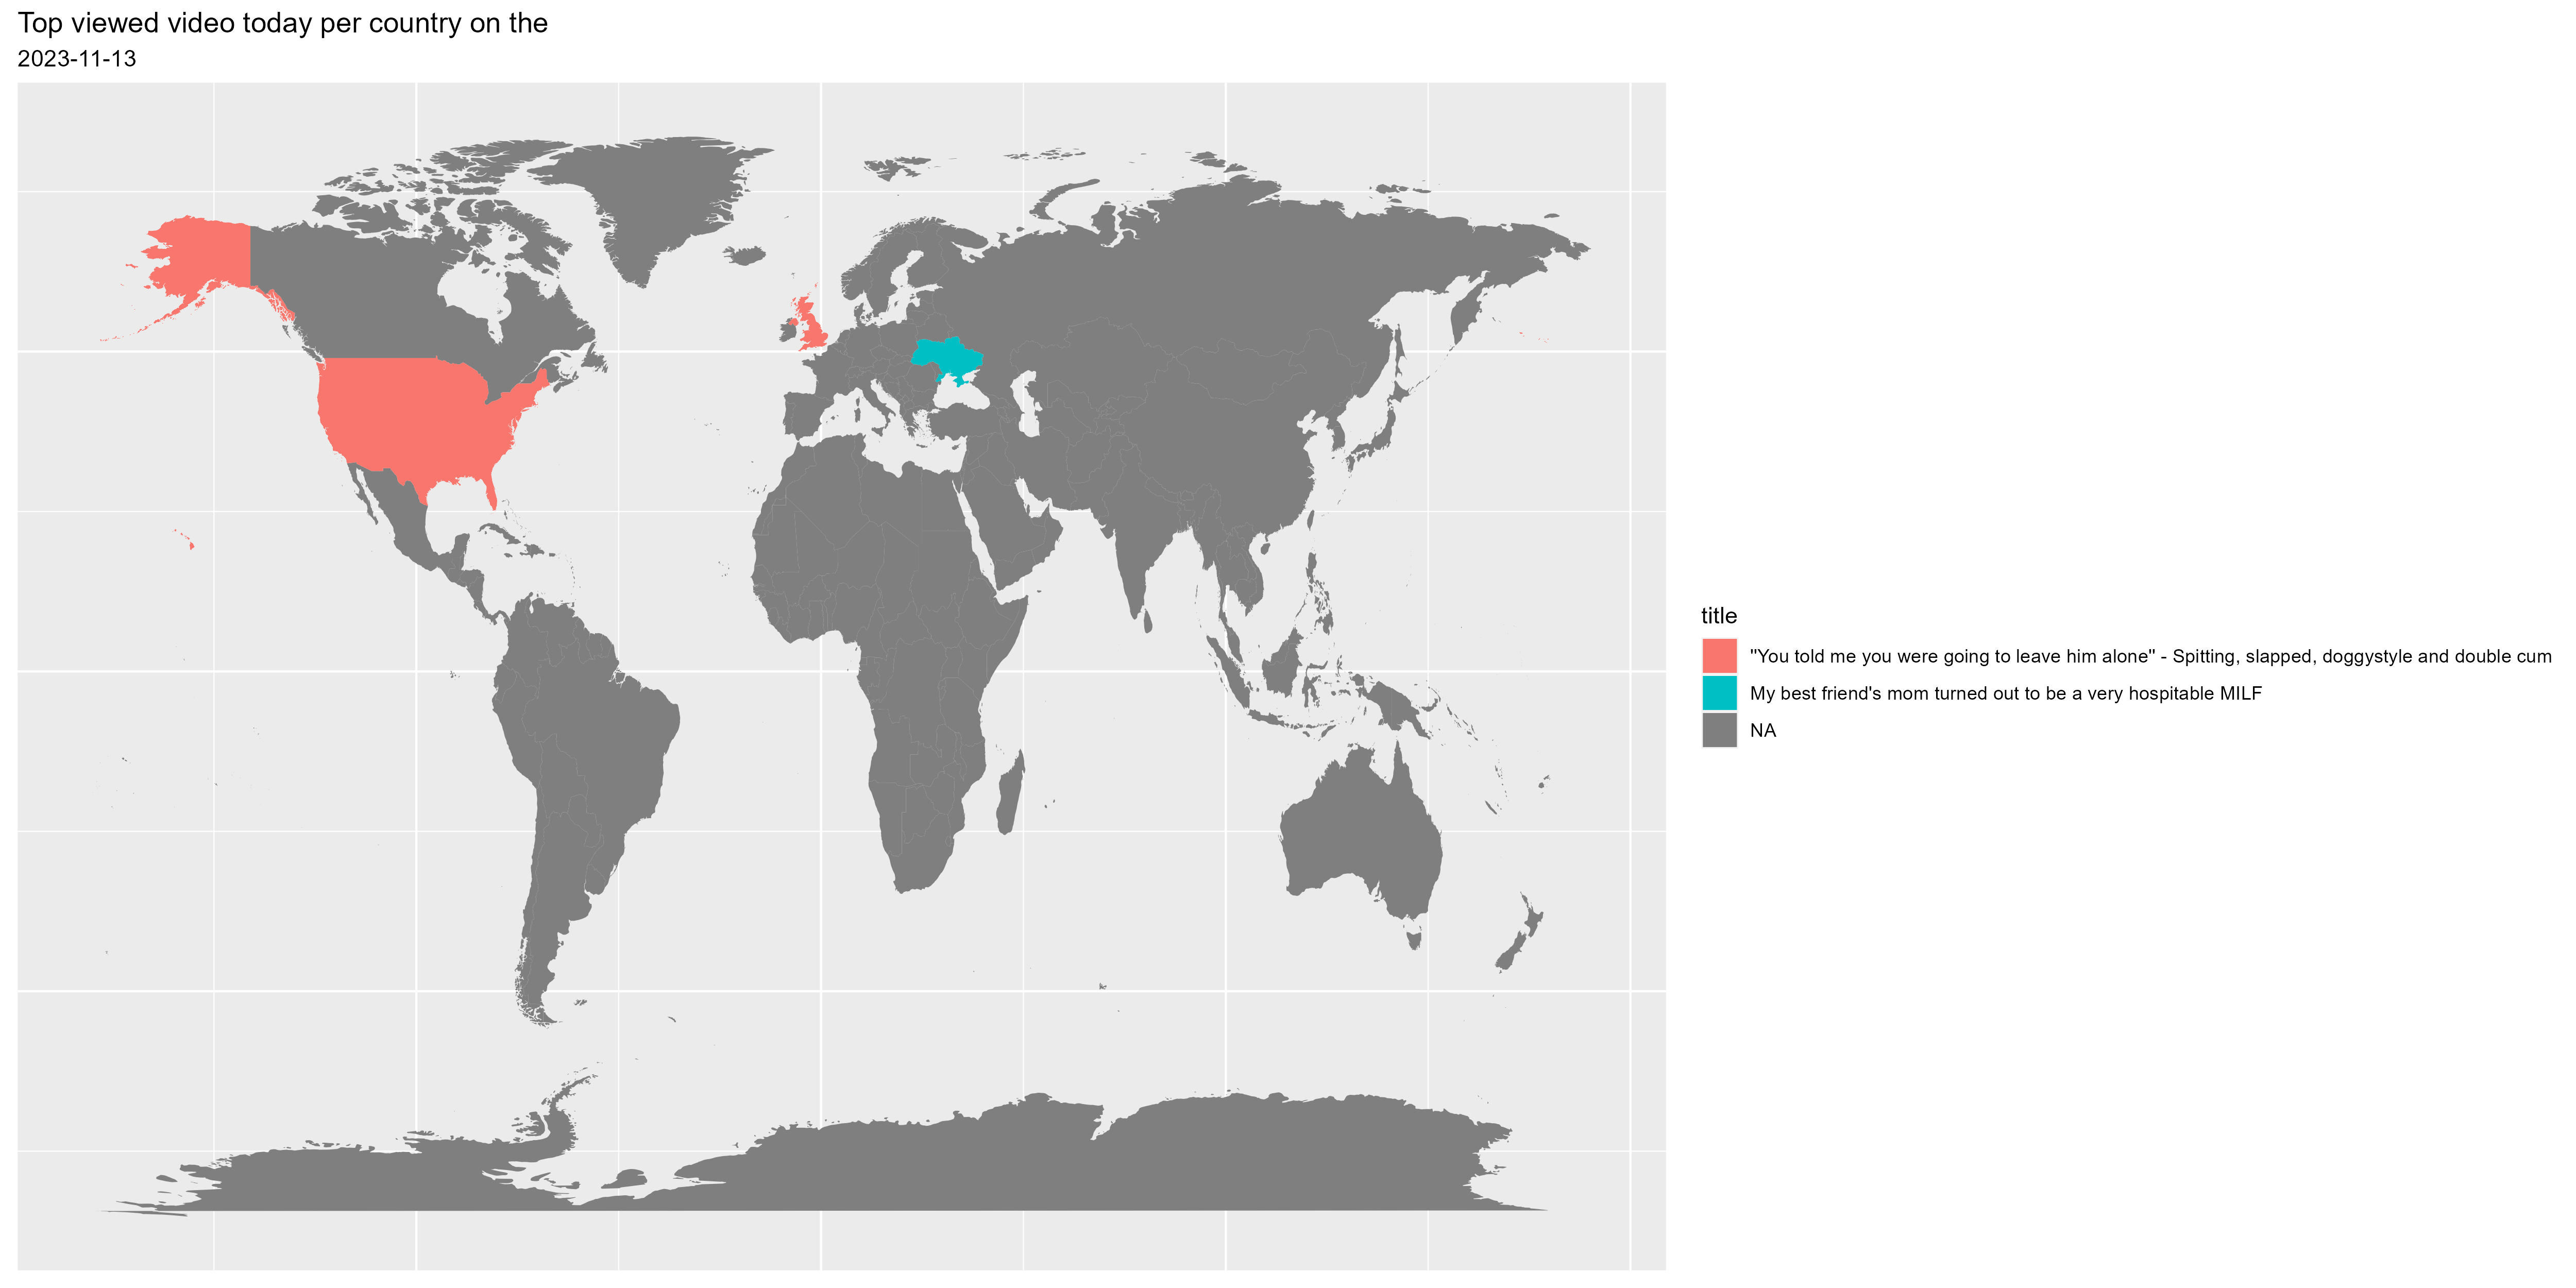 Top viewed video today per country on the
2023-11-13
title
"You told me you were going to leave him alone" - Spitting, slapped, doggystyle and double cum
My best friend's mom turned out to be a very hospitable MILF
NA